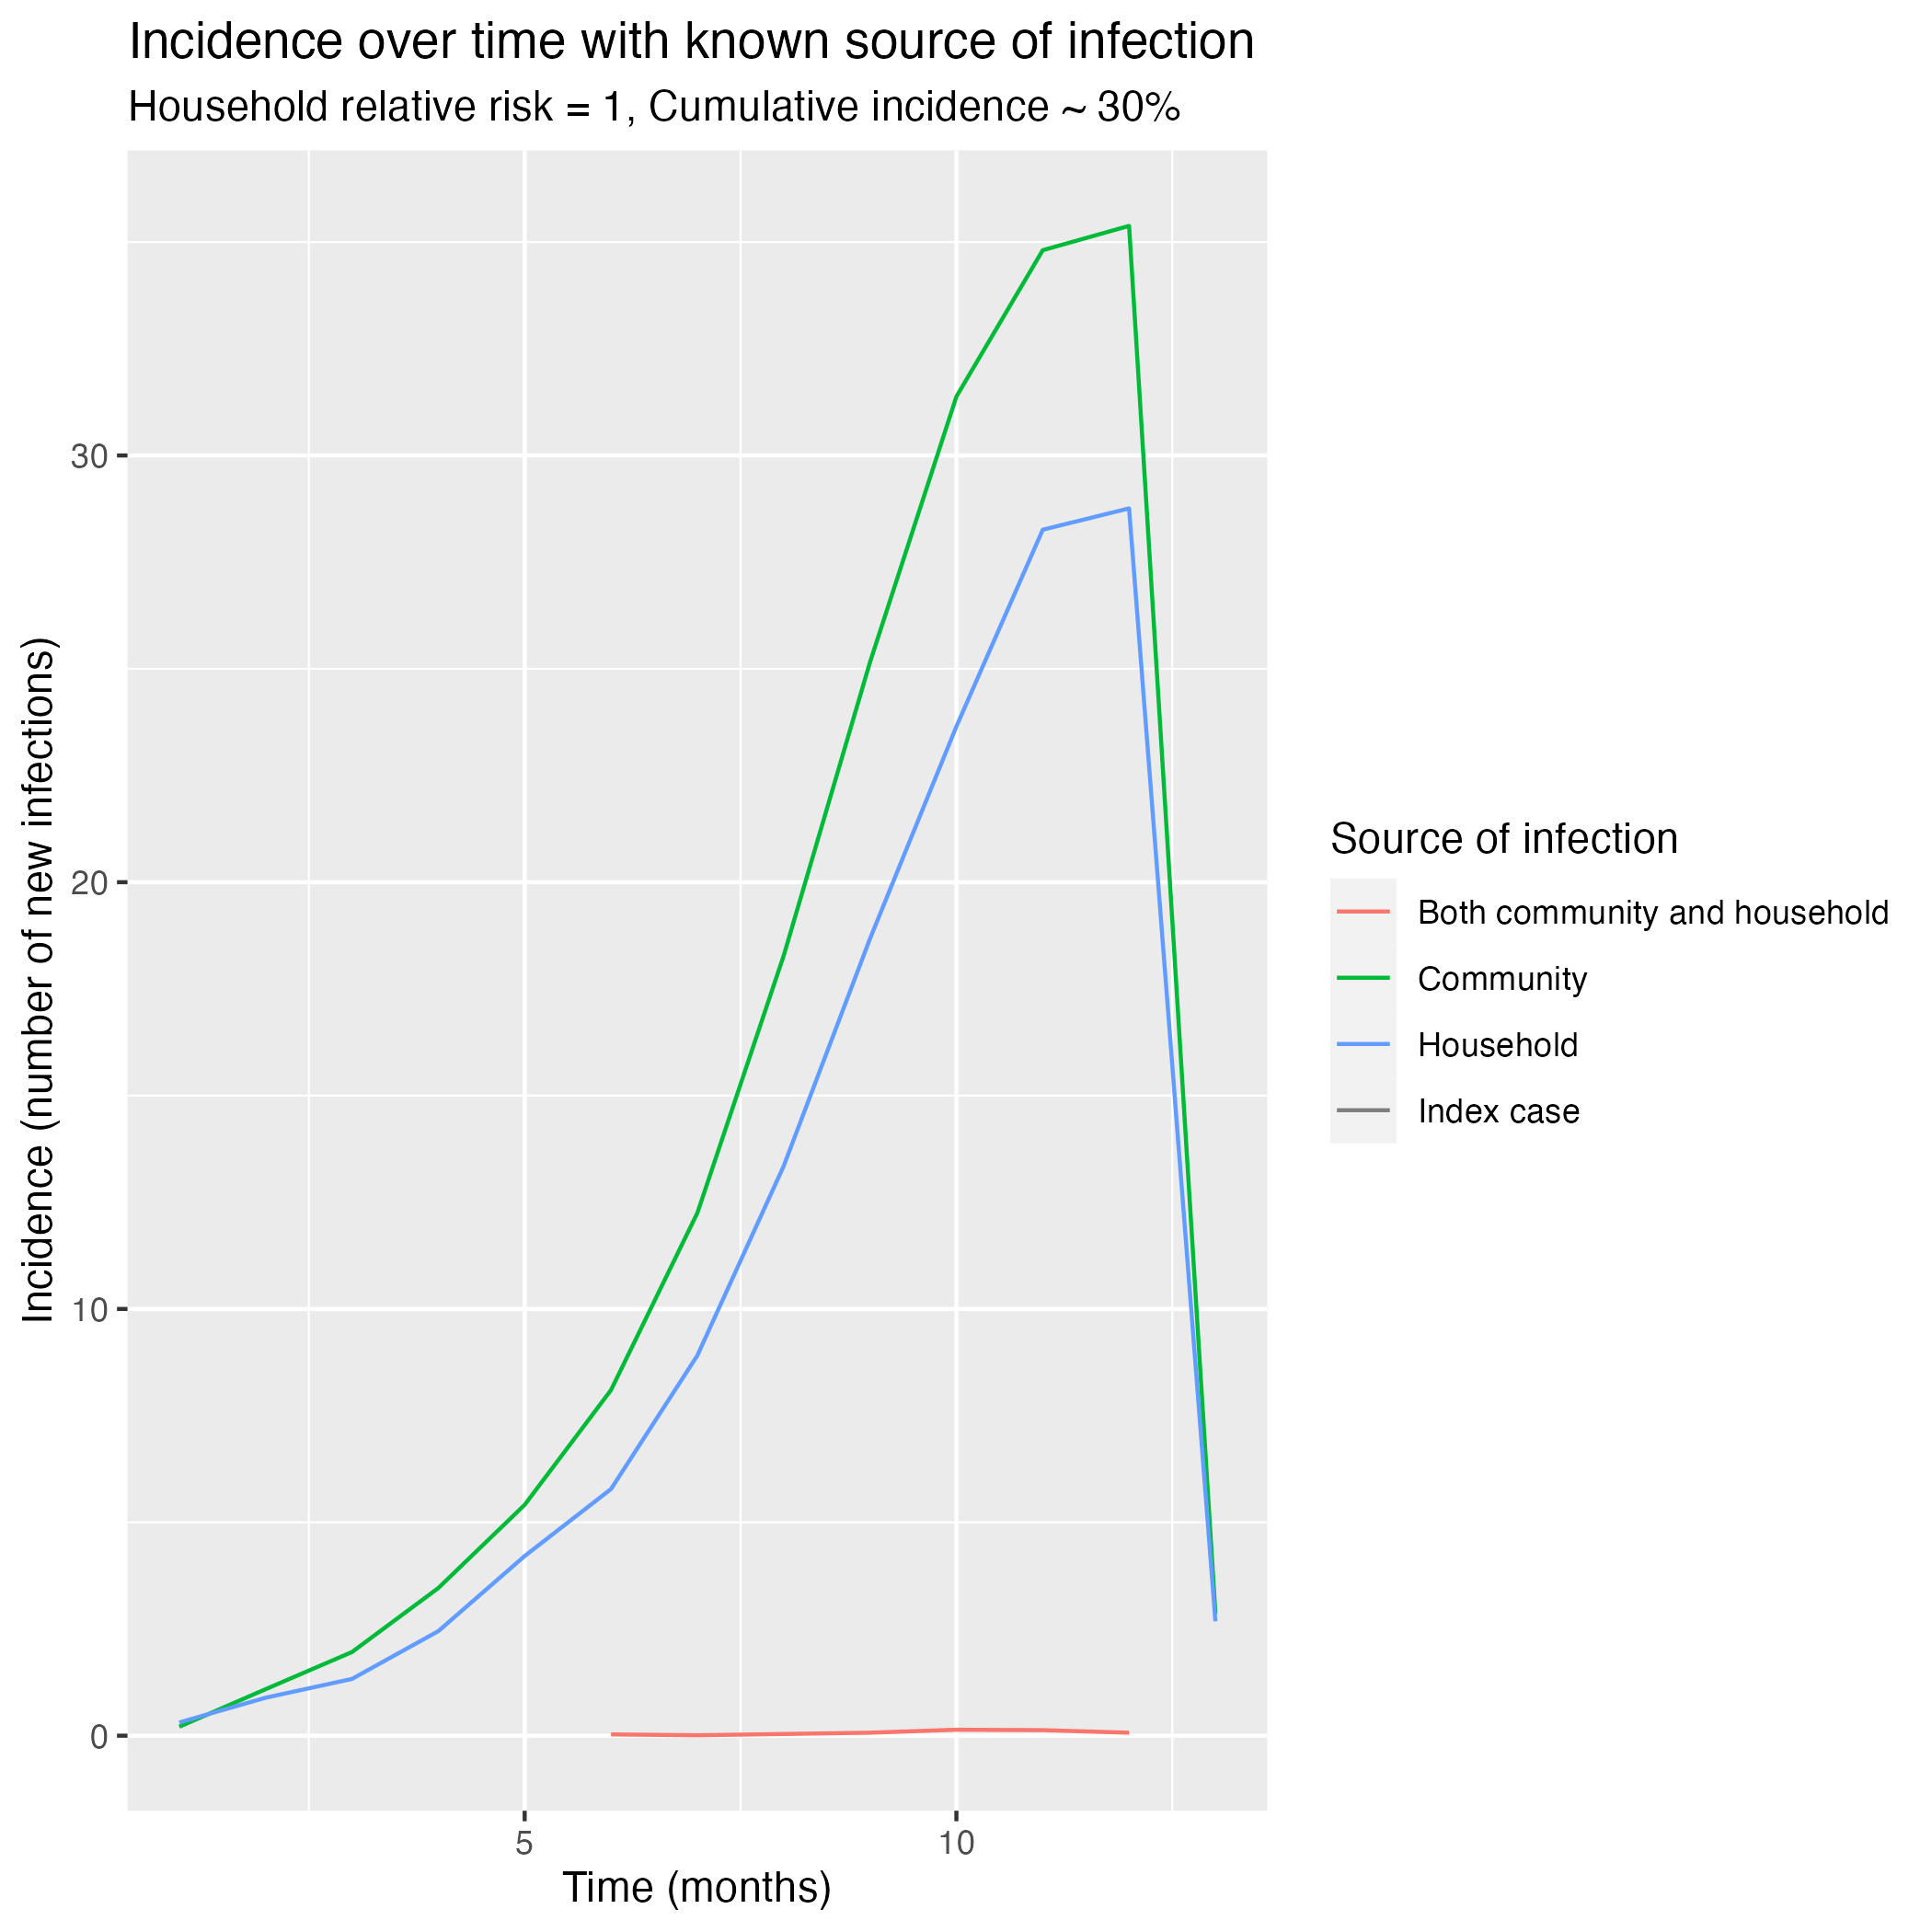 Incidence over time with known source of infection
Household relative risk = 1, Cumulative incidence ~ 30%
Incidence (number of new infections)
30
20
10
0
5
10
Time (months)
Source of infection
Both community and household
Community
Household
Index case